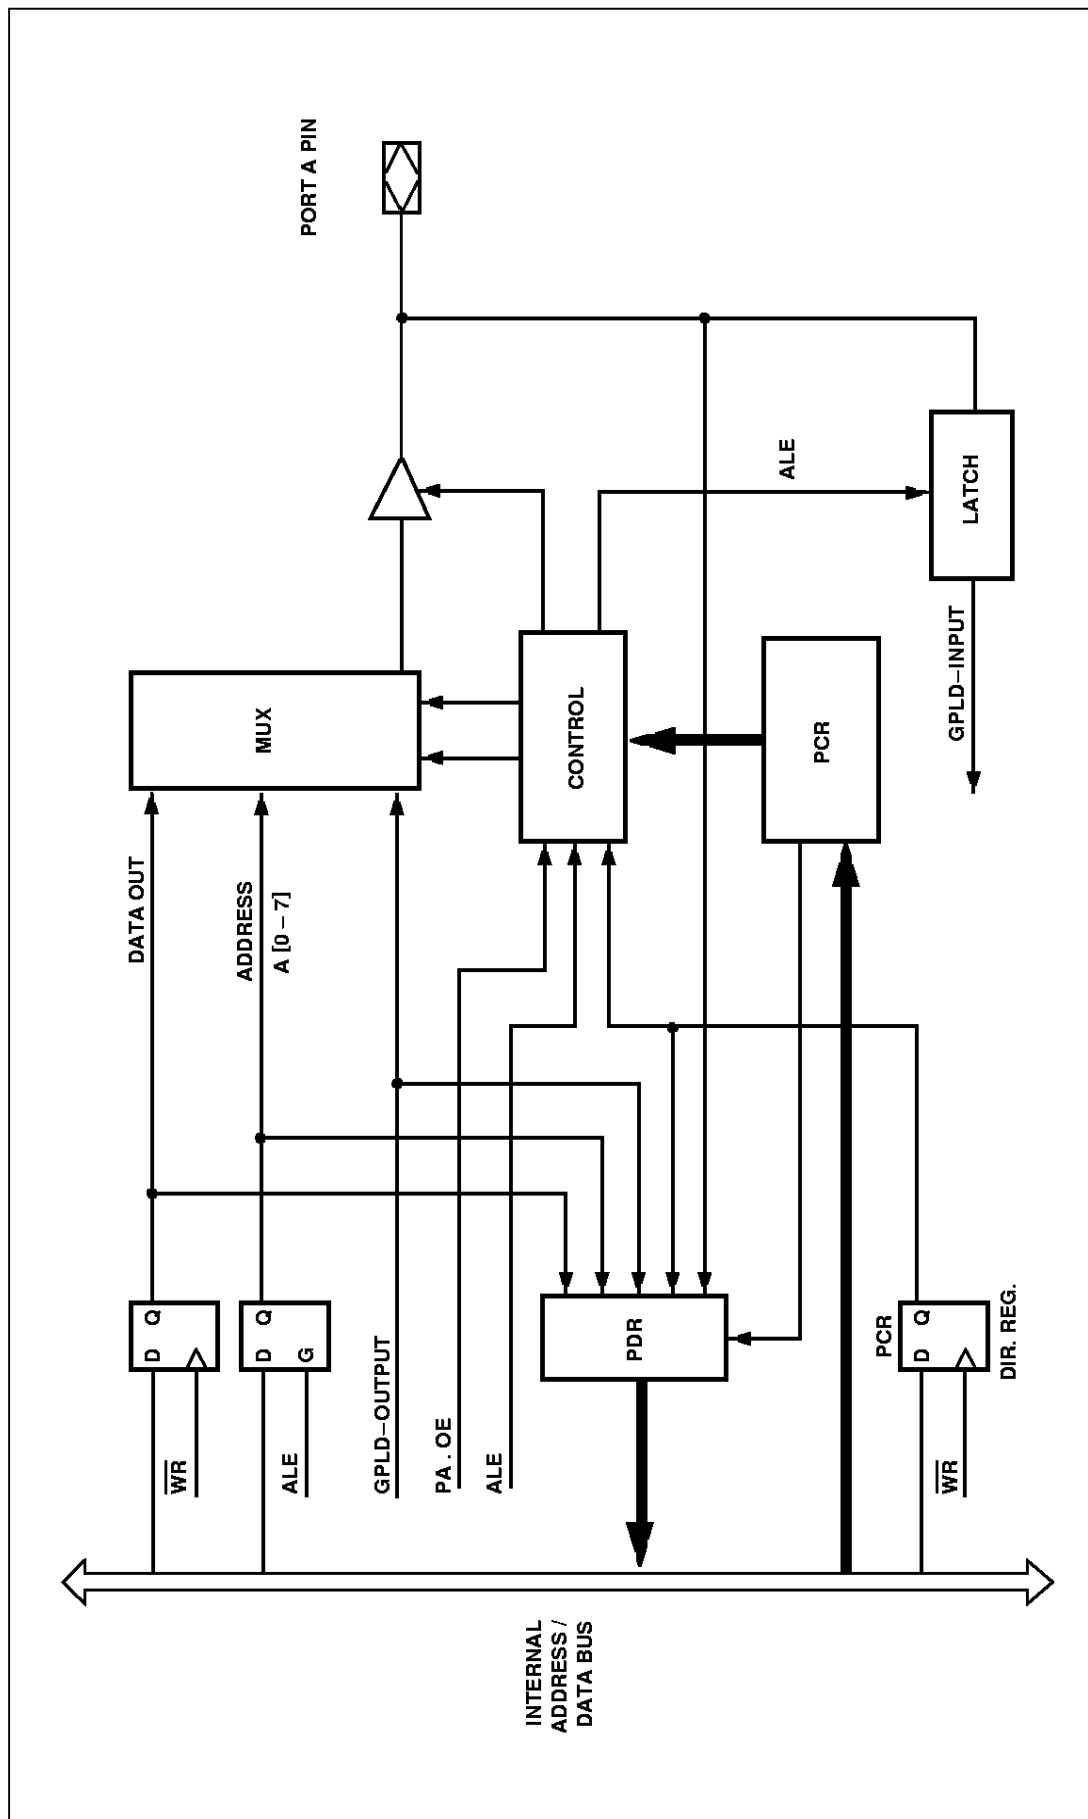 INTERNAL
ADDRESS /
DATA BUS
WR
D Q
DATA OUT
MUX
PORT A PIN
ALE
D Q
G
ADDRESS
A [0 – 7]
GPLD–OUTPUT
PA . OE
ALE
CONTROL
PDR
ALE
PCR
LATCH
GPLD–INPUT
PCR
D Q
WR
DIR. REG.